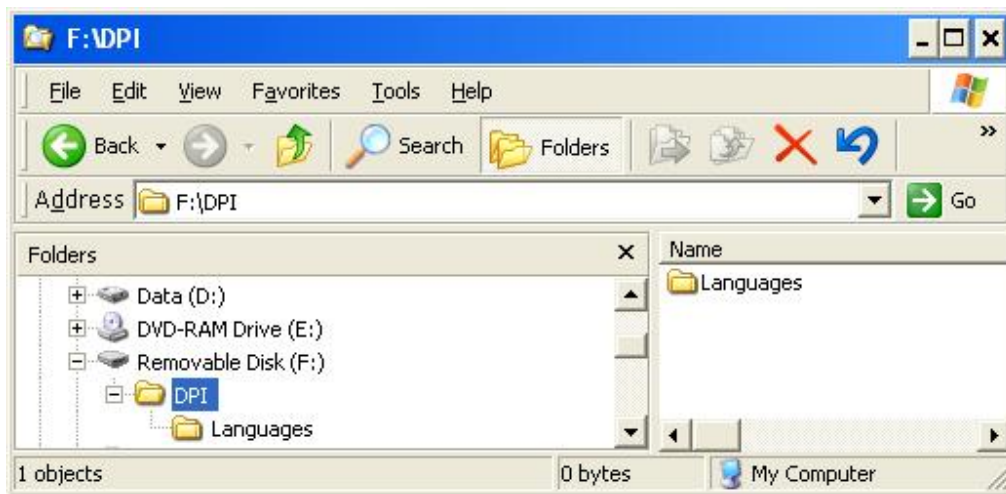 F:\DPI
File Edit View Favorites Tools Help
Back Search Folders »
Address F:\DPI Go
Folders Name
Data (D:) Languages
DVD-RAM Drive (E:)
Removable Disk (F:)
DPI
Languages
1 objects 0 bytes My Computer